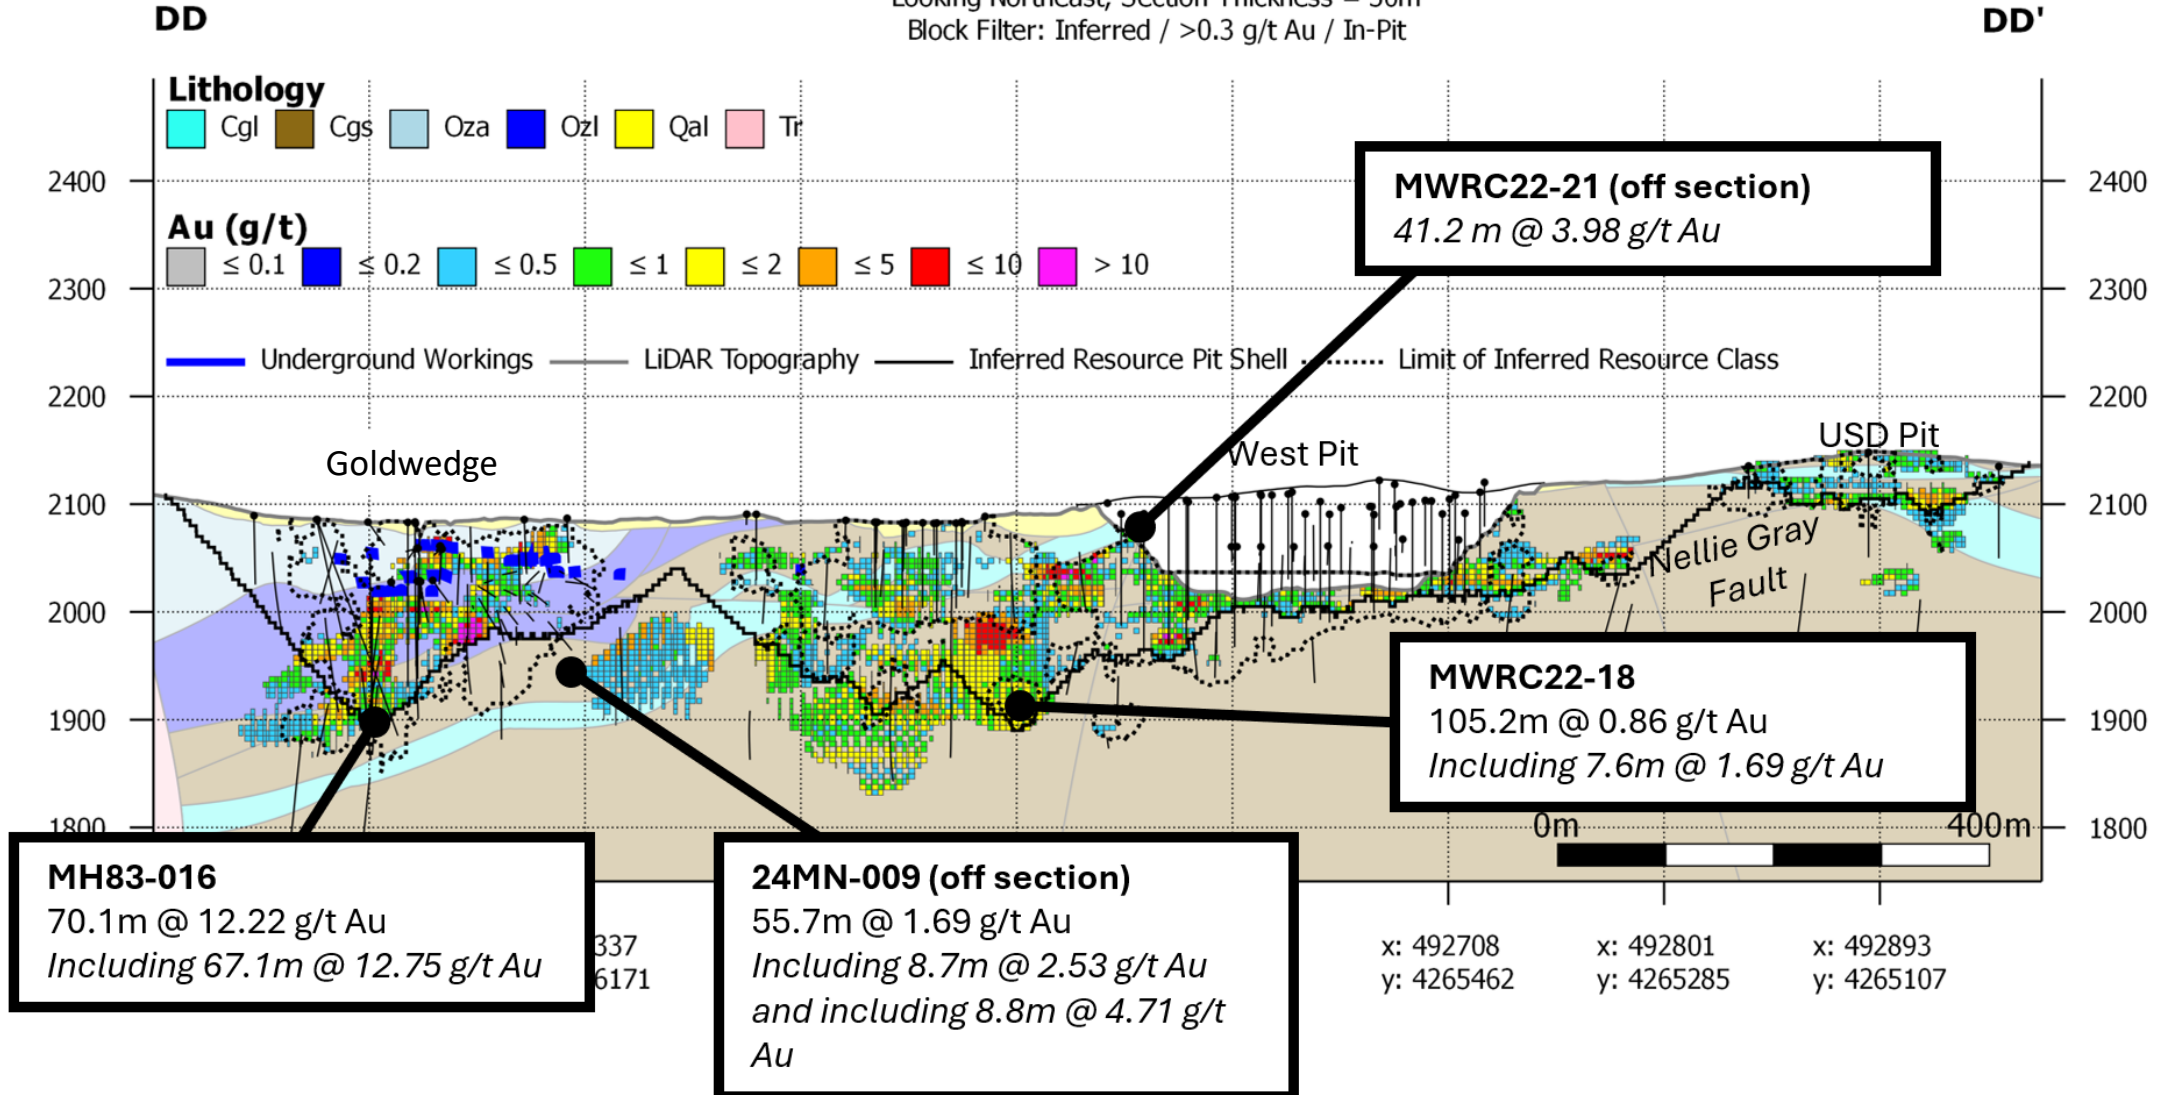 DD
DD'
Looking Northeast, Section Thickness = 50m
Block Filter: Inferred / >0.3 g/t Au / In-Pit
Lithology
Cgl Cgs Oza Ozl Qal Tr
Au (g/t)
≤ 0.1 ≤ 0.2 ≤ 0.5 ≤ 1 ≤ 2 ≤ 5 ≤ 10 > 10
Underground Workings LiDAR Topography Inferred Resource Pit Shell Limit of Inferred Resource Class
2400 2400
2300 2300
2200 2200
2100 2100
2000 2000
1900 1900
1800 1800
MWRC22-21 (off section)
41.2 m @ 3.98 g/t Au
Goldwedge
West Pit
USD Pit
Nellie Gray
Fault
MWRC22-18
105.2m @ 0.86 g/t Au
Including 7.6m @ 1.69 g/t Au
0m 400m
MH83-016
70.1m @ 12.22 g/t Au
Including 67.1m @ 12.75 g/t Au
24MN-009 (off section)
55.7m @ 1.69 g/t Au
Including 8.7m @ 2.53 g/t Au
and including 8.8m @ 4.71 g/t
Au
337
6171
x: 492708 x: 492801 x: 492893
y: 4265462 y: 4265285 y: 4265107